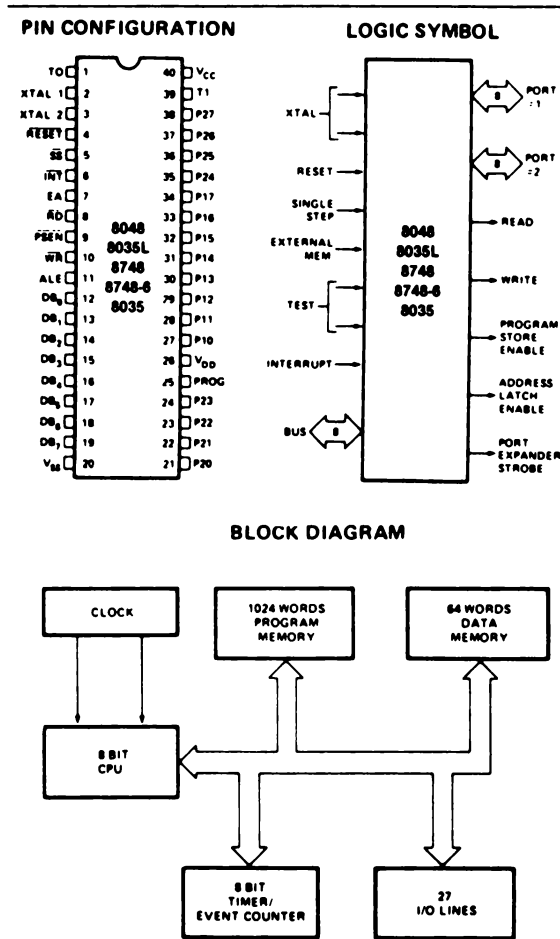 PIN CONFIGURATION
TO 1
XTAL 1 2
XTAL 2 3
RESET 4
SS 5
INT 6
EA 7
RD 8
PSEN 9
WR 10
ALE 11
DB0 12
DB1 13
DB2 14
DB3 15
DB4 16
DB5 17
DB6 18
DB7 19
VSS 20
8048
8035L
8748
8748-6
8035
40 VCC
39 T1
38 P27
37 P26
36 P25
35 P24
34 P17
33 P16
32 P15
31 P14
30 P13
29 P12
28 P11
27 P10
26 VDD
25 PROG
24 P23
23 P22
22 P21
21 P20
LOGIC SYMBOL
XTAL
RESET
SINGLE
STEP
EXTERNAL
MEM
TEST
INTERRUPT
BUS
8
8048
8035L
8748
8748-6
8035
8
PORT
=1
8
PORT
=2
READ
WRITE
PROGRAM
STORE
ENABLE
ADDRESS
LATCH
ENABLE
PORT
EXPANDER
STROBE
BLOCK DIAGRAM
CLOCK
1024 WORDS
PROGRAM
MEMORY
64 WORDS
DATA
MEMORY
8 BIT
CPU
8 BIT
TIMER/
EVENT COUNTER
27
I/O LINES